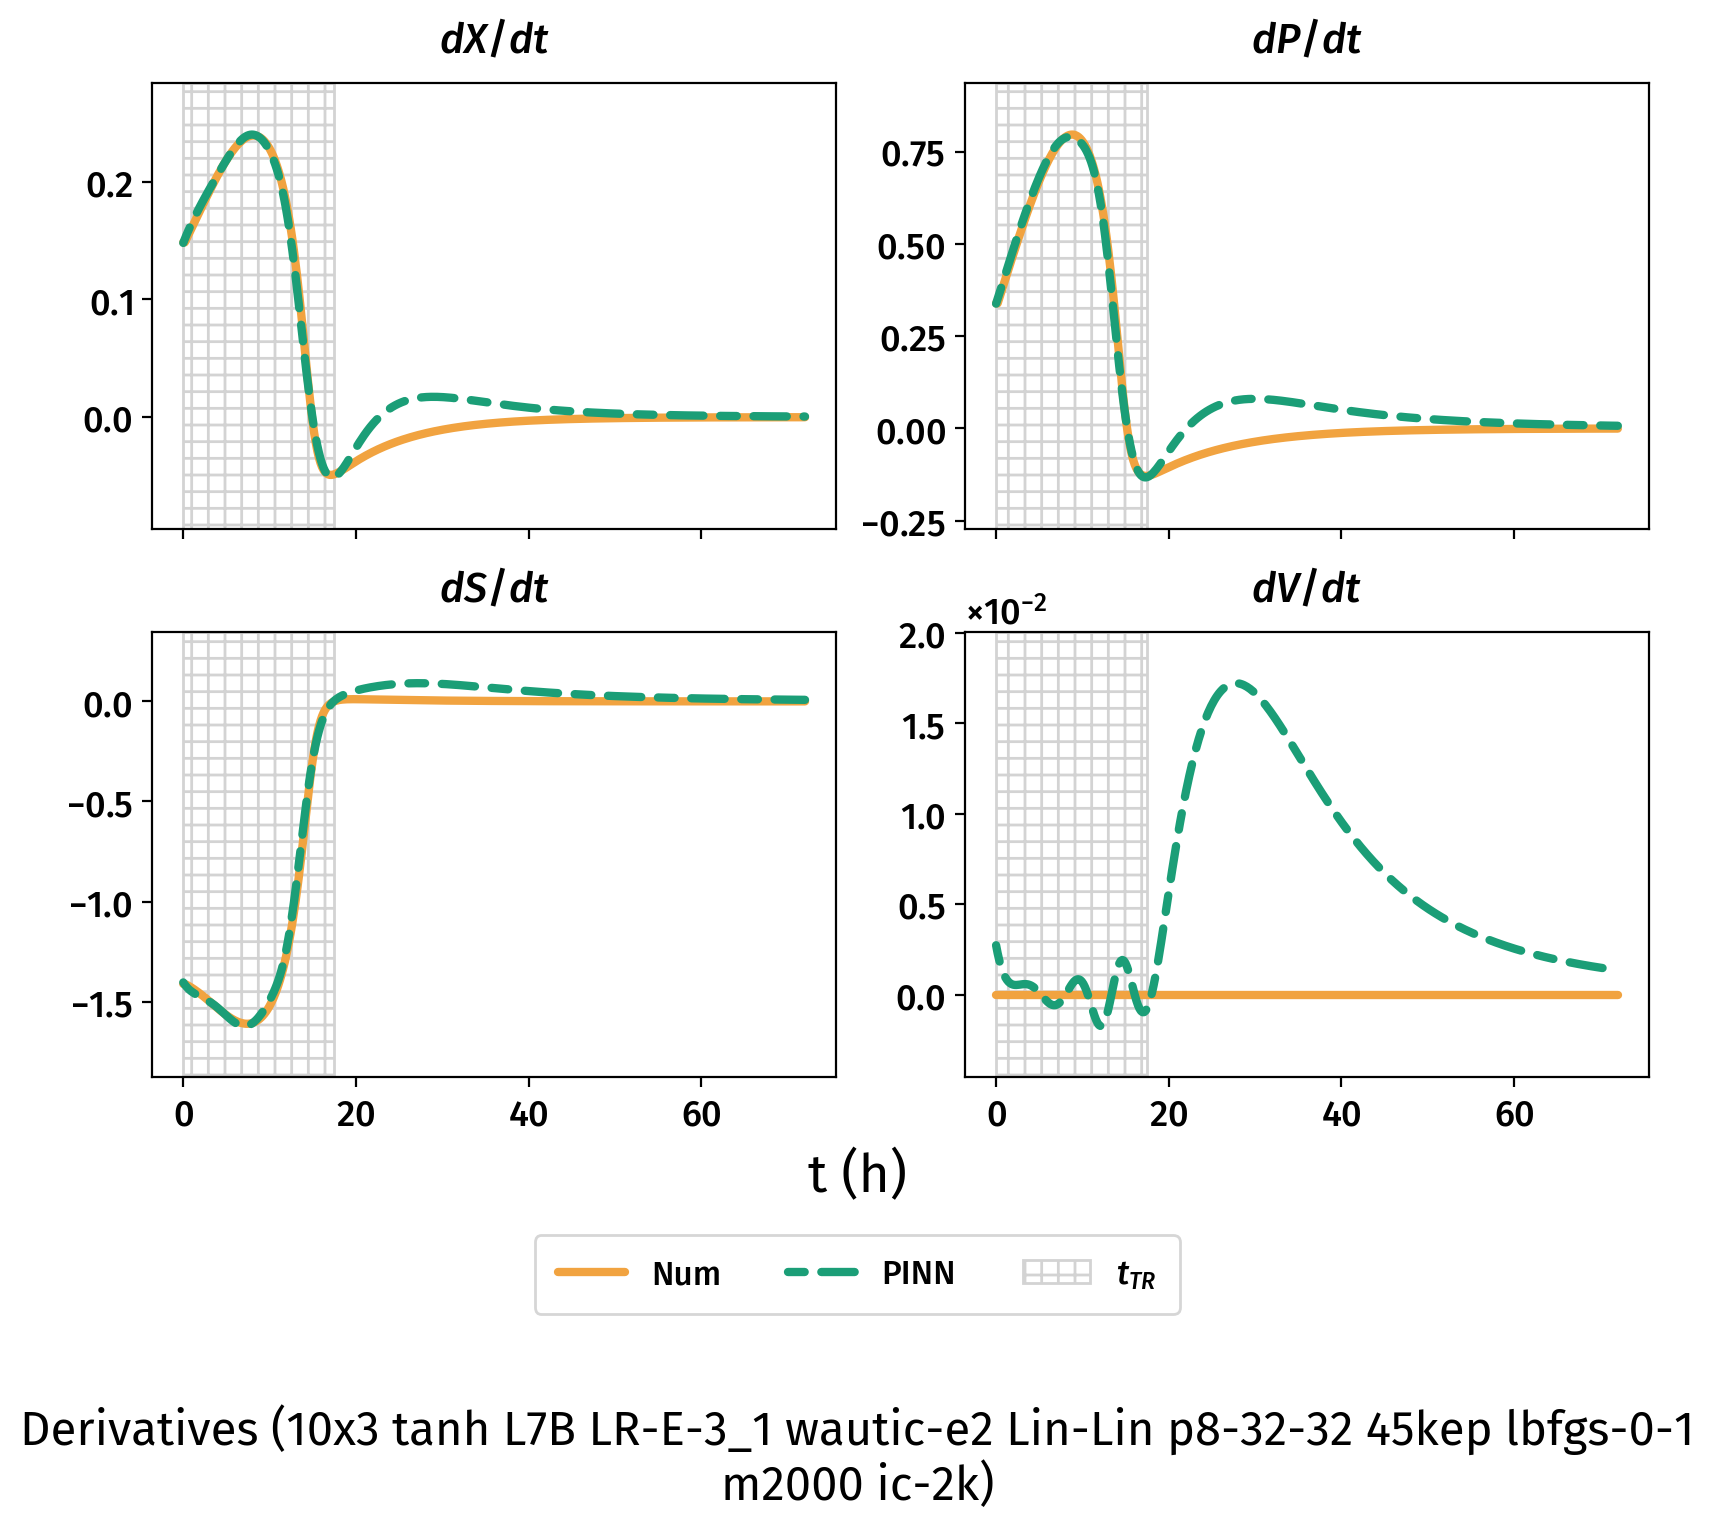 dX/dt
dP/dt
0.2
0.1
0.0
0.75
0.50
0.25
0.00
−0.25
dS/dt
dV/dt
×10⁻²
0.0
−0.5
−1.0
−1.5
2.0
1.5
1.0
0.5
0.0
0 20 40 60
0 20 40 60
t (h)
Num PINN t_TR
Derivatives (10x3 tanh L7B LR-E-3_1 wautic-e2 Lin-Lin p8-32-32 45kep lbfgs-0-1
m2000 ic-2k)